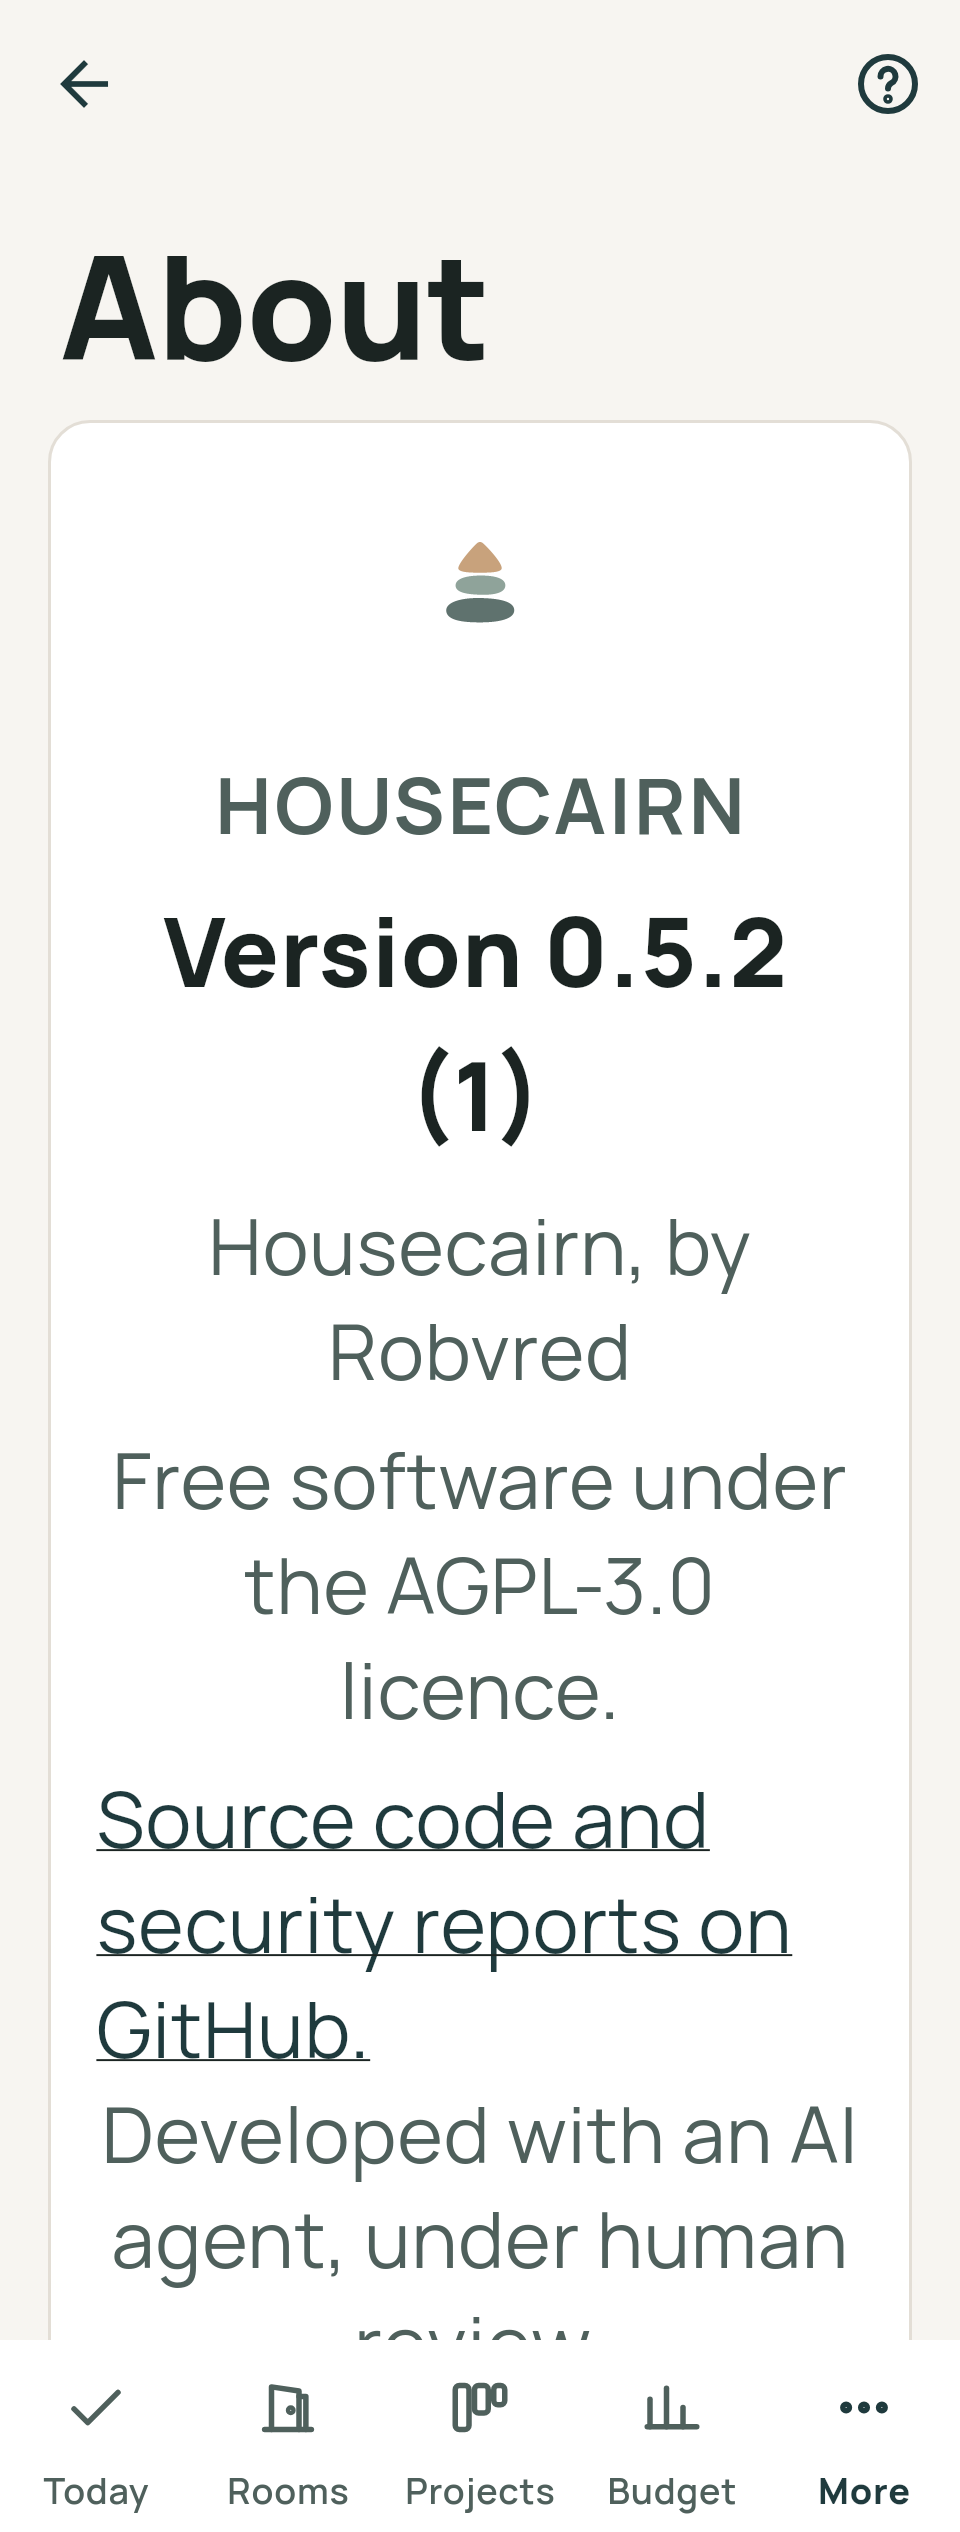 About
HOUSECAIRN
Version 0.5.2
(1)
Housecairn, by
Robvred
Free software under
the AGPL-3.0
licence.
Source code and
security reports on
GitHub.
Developed with an AI
agent, under human
review
Today
Rooms
Projects
Budget
More